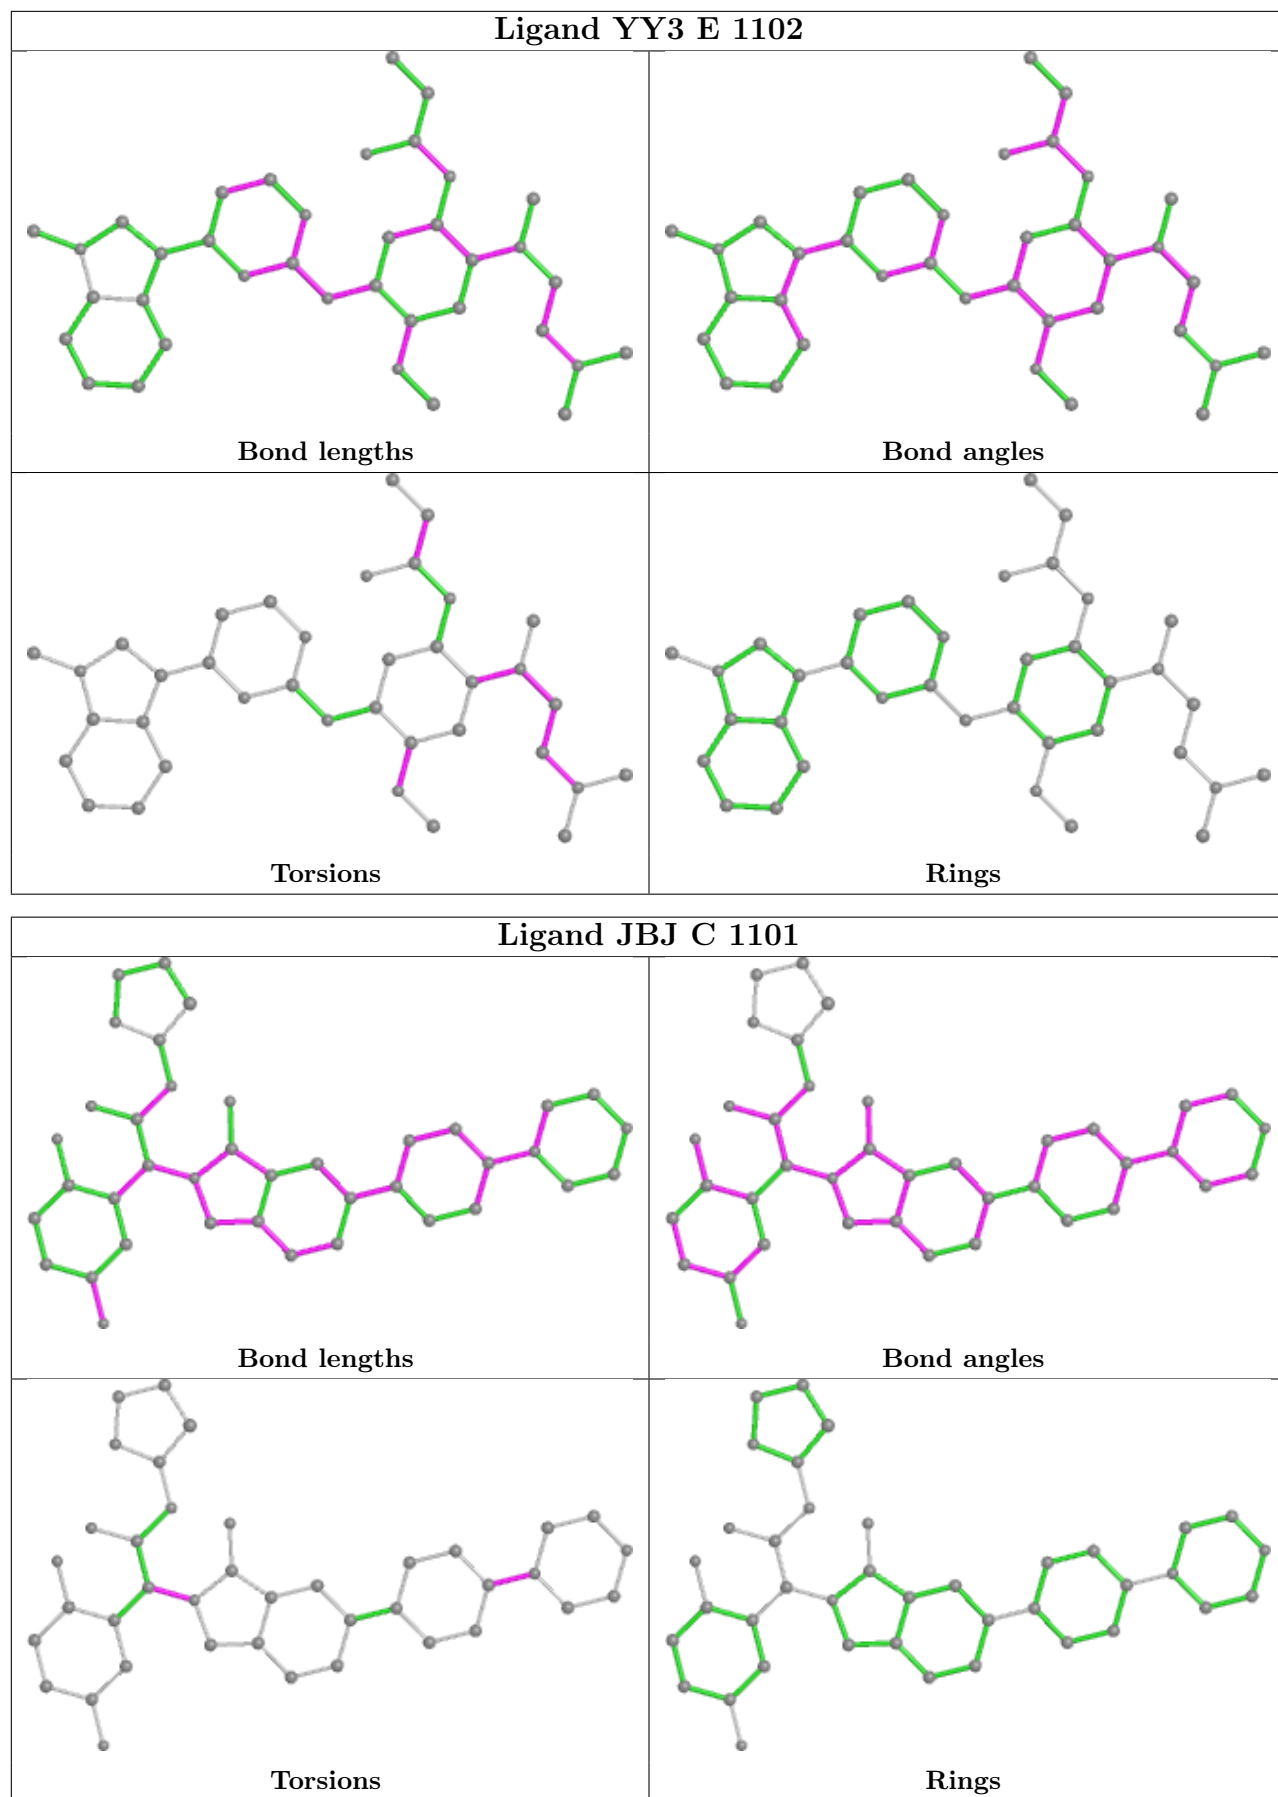 Ligand YY3 E 1102
Bond lengths
Bond angles
Torsions
Rings
Ligand JBJ C 1101
Bond lengths
Bond angles
Torsions
Rings